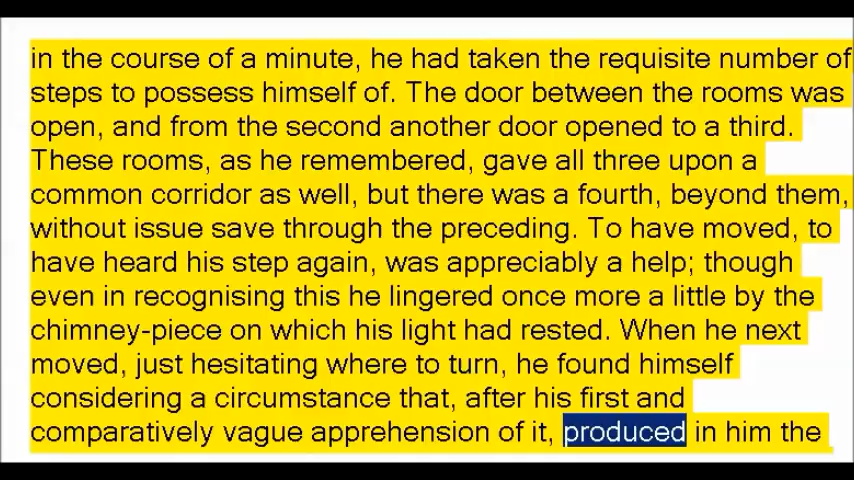 in the course of a minute, he had taken the requisite number of
steps to possess himself of. The door between the rooms was
open, and from the second another door opened to a third.
These rooms, as he remembered, gave all three upon a
common corridor as well, but there was a fourth, beyond them,
without issue save through the preceding. To have moved, to
have heard his step again, was appreciably a help; though
even in recognising this he lingered once more a little by the
chimney-piece on which his light had rested. When he next
moved, just hesitating where to turn, he found himself
considering a circumstance that, after his first and
comparatively vague apprehension of it, produced in him the